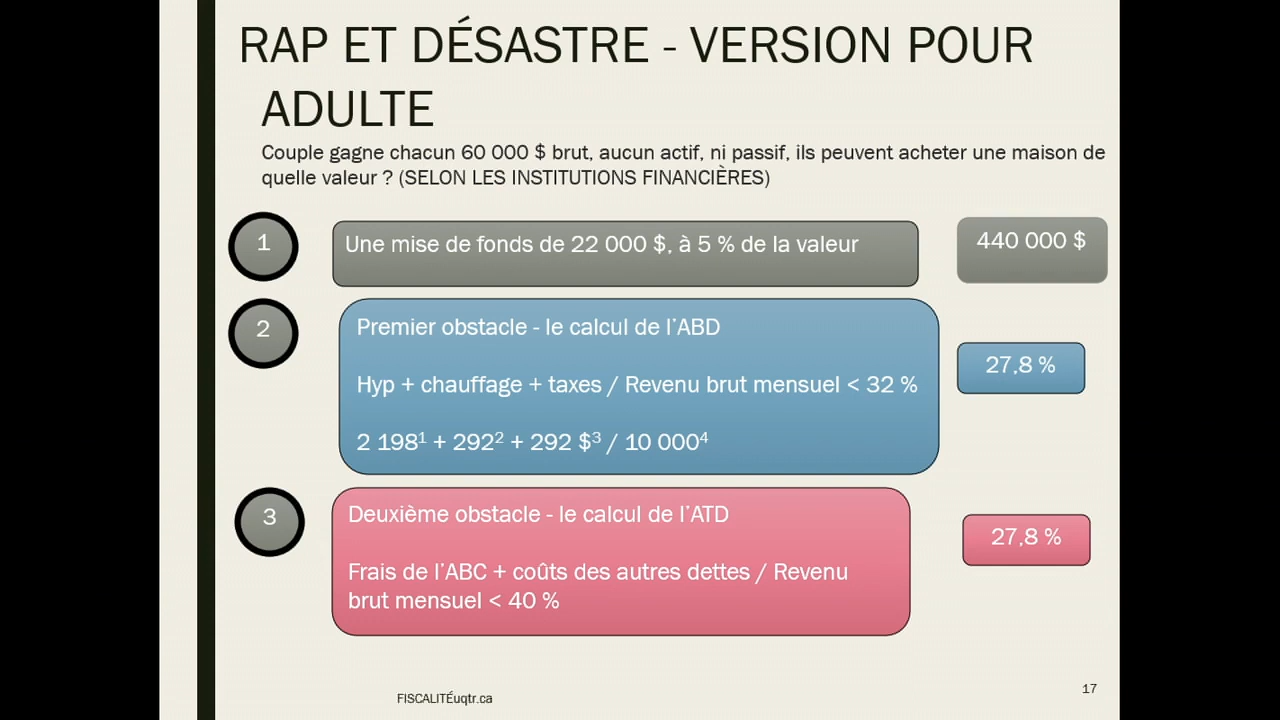 RAP ET DÉSASTRE - VERSION POUR
ADULTE
Couple gagne chacun 60 000 $ brut, aucun actif, ni passif, ils peuvent acheter une maison de
quelle valeur ? (SELON LES INSTITUTIONS FINANCIÈRES)
1
Une mise de fonds de 22 000 $, à 5 % de la valeur
440 000 $
2
Premier obstacle - le calcul de l'ABD
Hyp + chauffage + taxes / Revenu brut mensuel < 32 %
2 198¹ + 292² + 292 $³ / 10 000⁴
27,8 %
3
Deuxième obstacle - le calcul de l'ATD
Frais de l'ABC + coûts des autres dettes / Revenu
brut mensuel < 40 %
27,8 %
FISCALITÉuqtr.ca
17